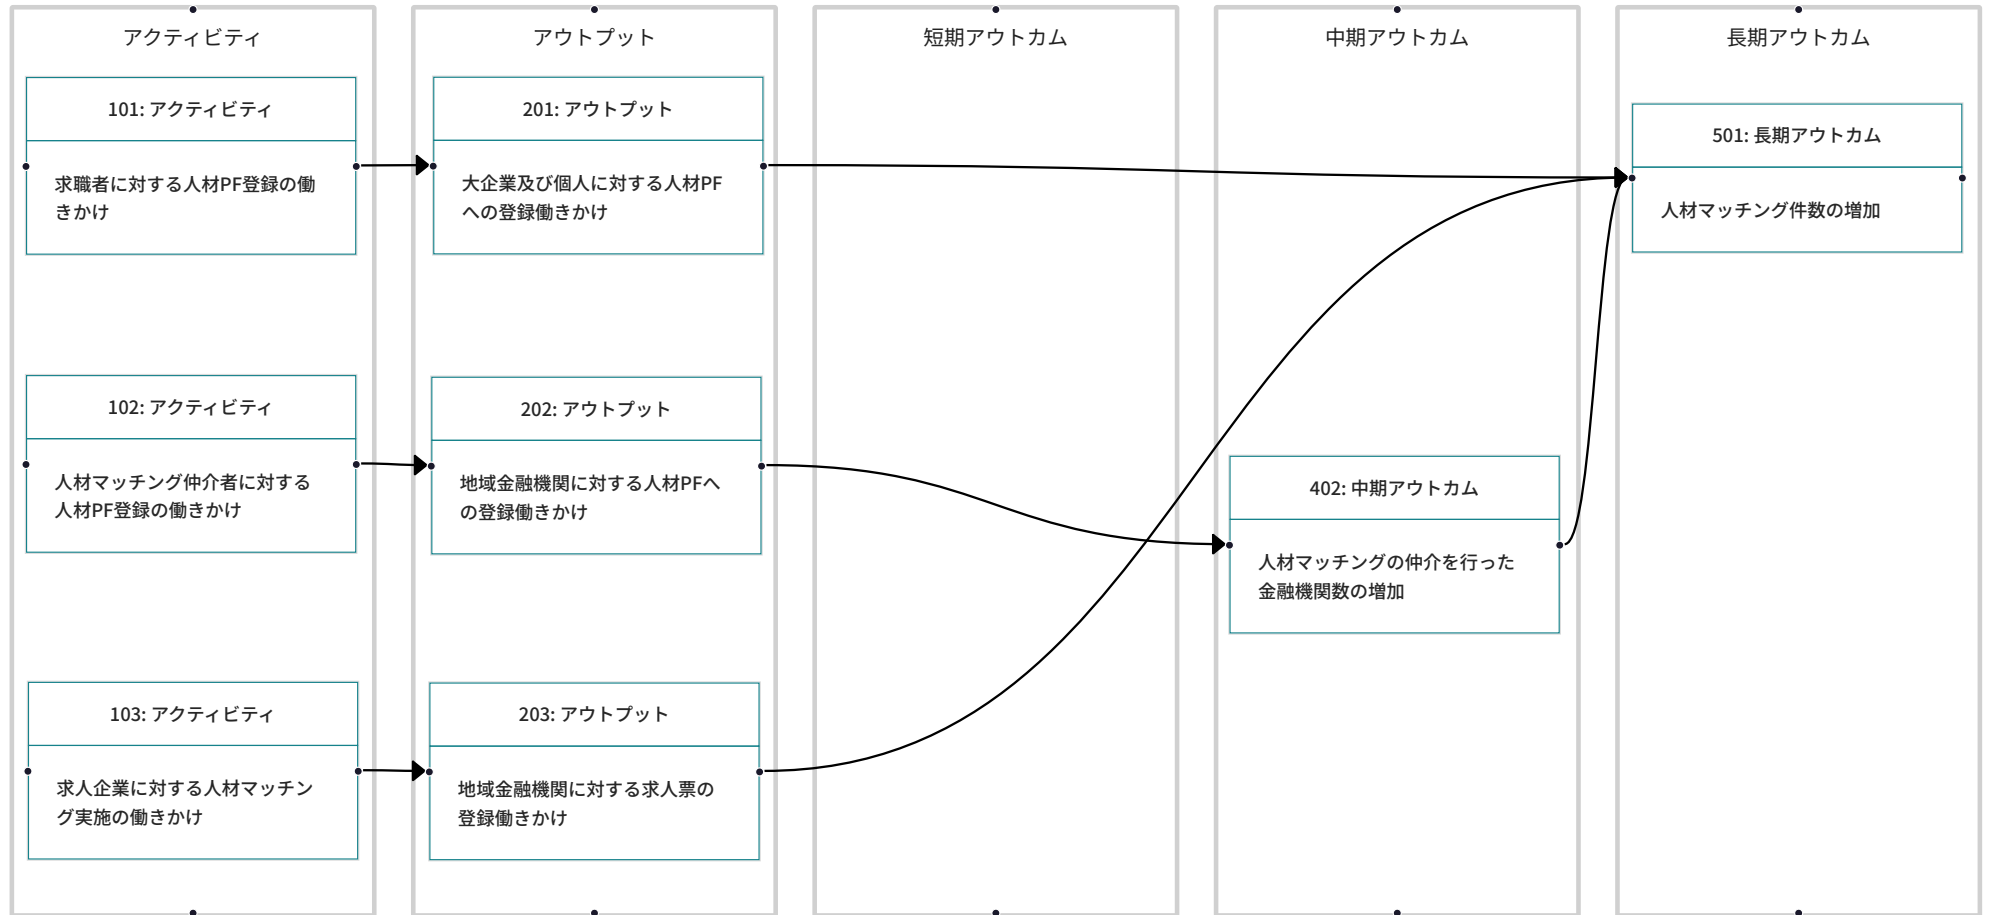 アクティビティ
アウトプット
短期アウトカム
中期アウトカム
長期アウトカム
101: アクティビティ
求職者に対する人材PF登録の働
きかけ
201: アウトプット
大企業及び個人に対する人材PF
への登録働きかけ
501: 長期アウトカム
人材マッチング件数の増加
102: アクティビティ
人材マッチング仲介者に対する
人材PF登録の働きかけ
202: アウトプット
地域金融機関に対する人材PFへ
の登録働きかけ
402: 中期アウトカム
人材マッチングの仲介を行った
金融機関数の増加
103: アクティビティ
求人企業に対する人材マッチン
グ実施の働きかけ
203: アウトプット
地域金融機関に対する求人票の
登録働きかけ